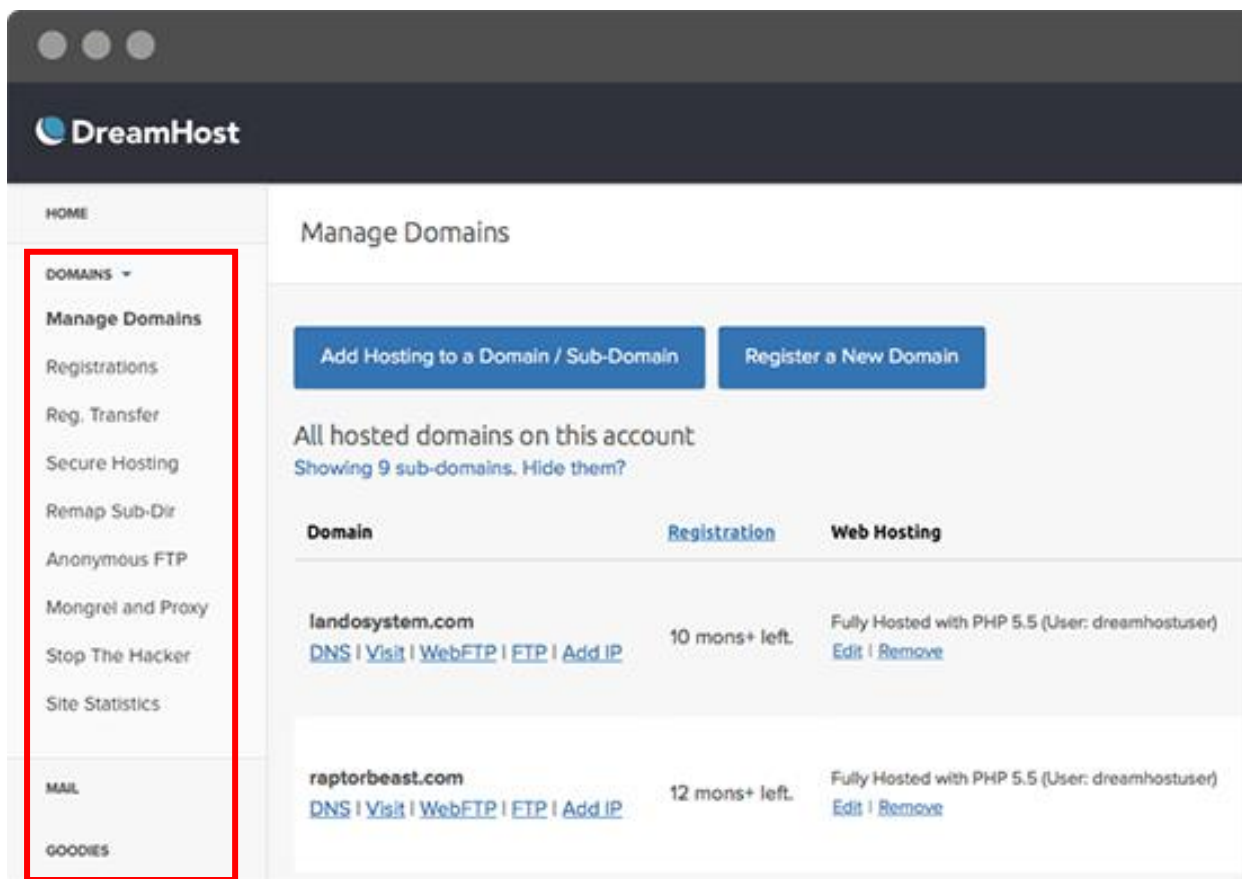 DreamHost
HOME
DOMAINS
Manage Domains
Registrations
Reg. Transfer
Secure Hosting
Remap Sub-Dir
Anonymous FTP
Mongrel and Proxy
Stop The Hacker
Site Statistics
MAIL
GOODIES
Manage Domains
Add Hosting to a Domain / Sub-Domain Register a New Domain
All hosted domains on this account
Showing 9 sub-domains. Hide them?
Domain Registration Web Hosting
landosystem.com
DNS | Visit | WebFTP | FTP | Add IP
10 mons+ left.
Fully Hosted with PHP 5.5 (User: dreamhostuser)
Edit | Remove
raptorbeast.com
DNS | Visit | WebFTP | FTP | Add IP
12 mons+ left.
Fully Hosted with PHP 5.5 (User: dreamhostuser)
Edit | Remove